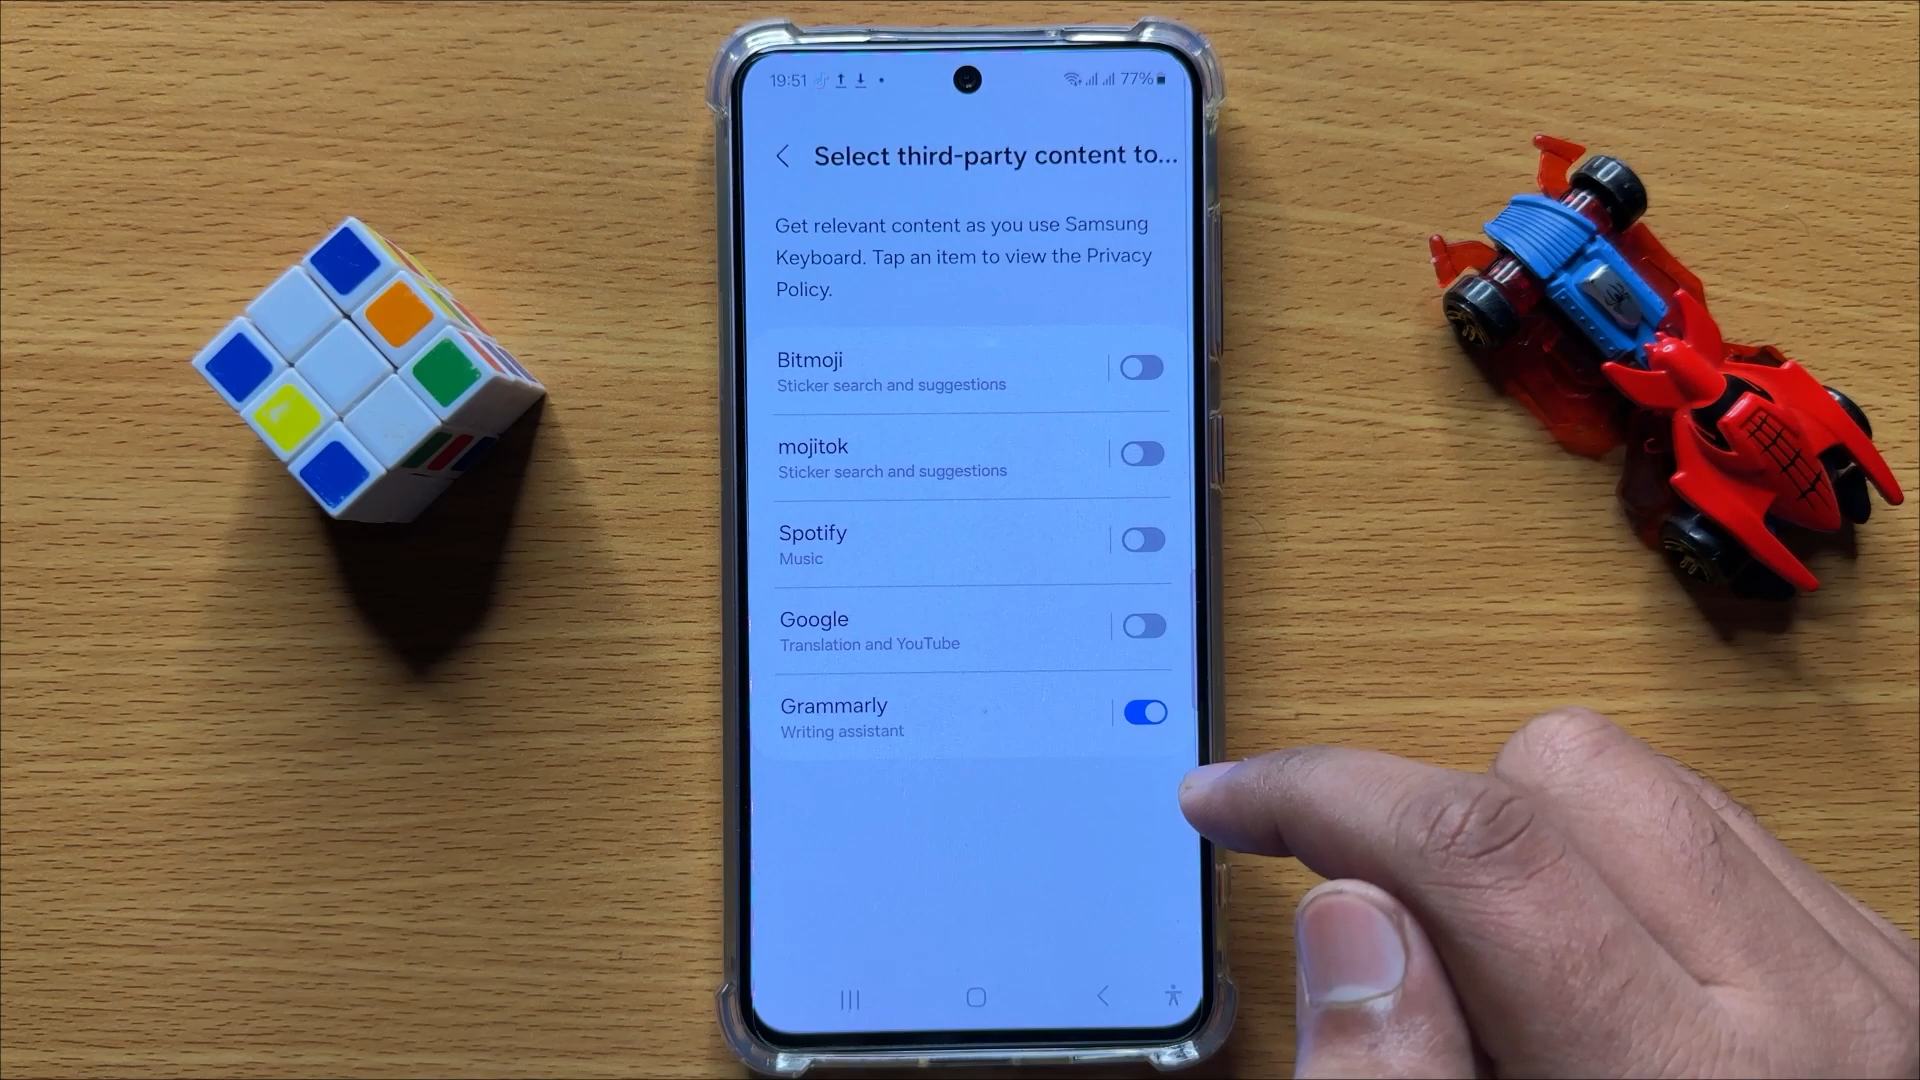 19:51 77%
Select third-party content to...
Get relevant content as you use Samsung
Keyboard. Tap an item to view the Privacy
Policy.
Bitmoji
Sticker search and suggestions
mojitok
Sticker search and suggestions
Spotify
Music
Google
Translation and YouTube
Grammarly
Writing assistant